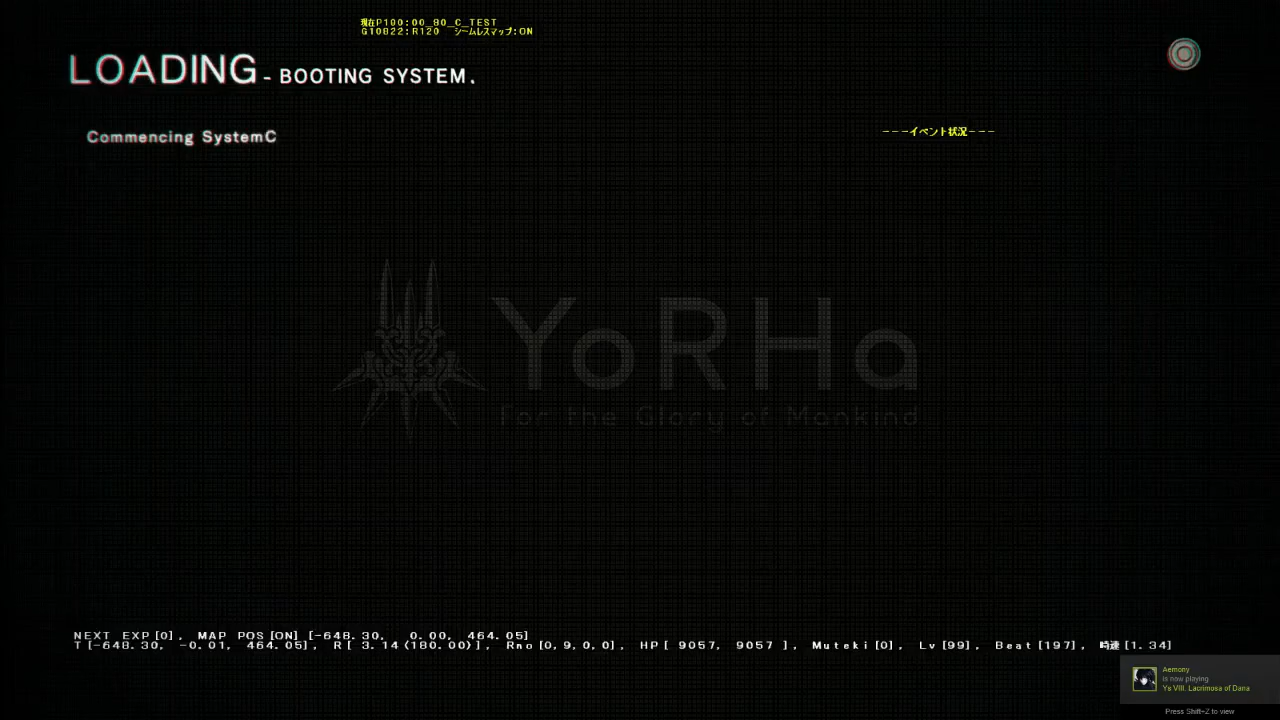 現在P100:00_80_C_TEST
G10822:R120 シームレスマップ:ON
LOADING - BOOTING SYSTEM.
Commencing SystemC
---イベント状況---
YoRHa
For the Glory of Mankind
NEXT EXP[0], MAP POS[ON] [-648.30, 0.00, 464.05]
T[-648.30, -0.01, 464.05], R[ 3.14(180.00)], Rno[0,9,0,0], HP[ 9057, 9057 ], Muteki[0], Lv[99], Beat[197], 時速[1.34]
Aemony
is now playing
Ys VIII: Lacrimosa of Dana
Press Shift+Z to view